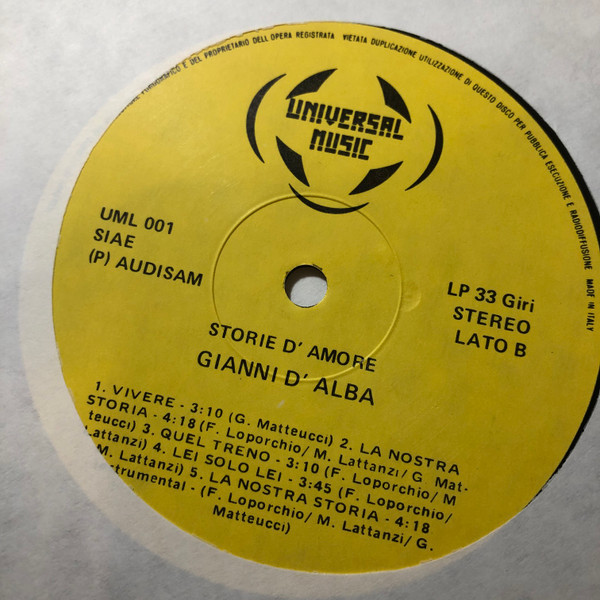 E DEL PROPRIETARIO DELL OPERA REGISTRATA VIETATA DUPLICAZIONE UTILIZZAZIONE DI QUESTO DISCO PER PUBBLICA ESECUZIONE E RADIODIFFUSIONE MADE IN ITALY
UNIVERSAL
MUSIC
UML 001
SIAE
(P) AUDISAM
LP 33 Giri
STEREO
LATO B
STORIE D' AMORE
GIANNI D' ALBA
1. VIVERE - 3:10 (G. Matteucci) 2. LA NOSTRA
STORIA - 4:18 (F. Loporchio/ M. Lattanzi/ G Mat-
teucci) 3. QUEL TRENO - 3:10 (F. Loporchio/ M
Lattanzi) 4. LEI SOLO LEI - 3:45 (F. Loporchio/
M. Lattanzi) 5. LA NOSTRA STORIA - 4:18
strumental - (F. Loporchio/ M. Lattanzi/ G.
Matteucci)